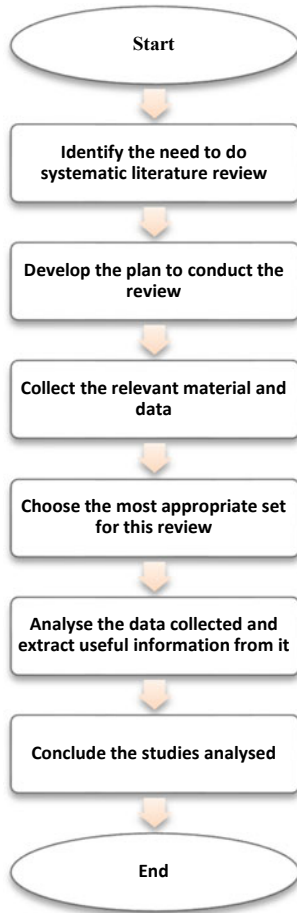 Start
Identify the need to do
systematic literature review
Develop the plan to conduct the
review
Collect the relevant material and
data
Choose the most appropriate set
for this review
Analyse the data collected and
extract useful information from it
Conclude the studies analysed
End